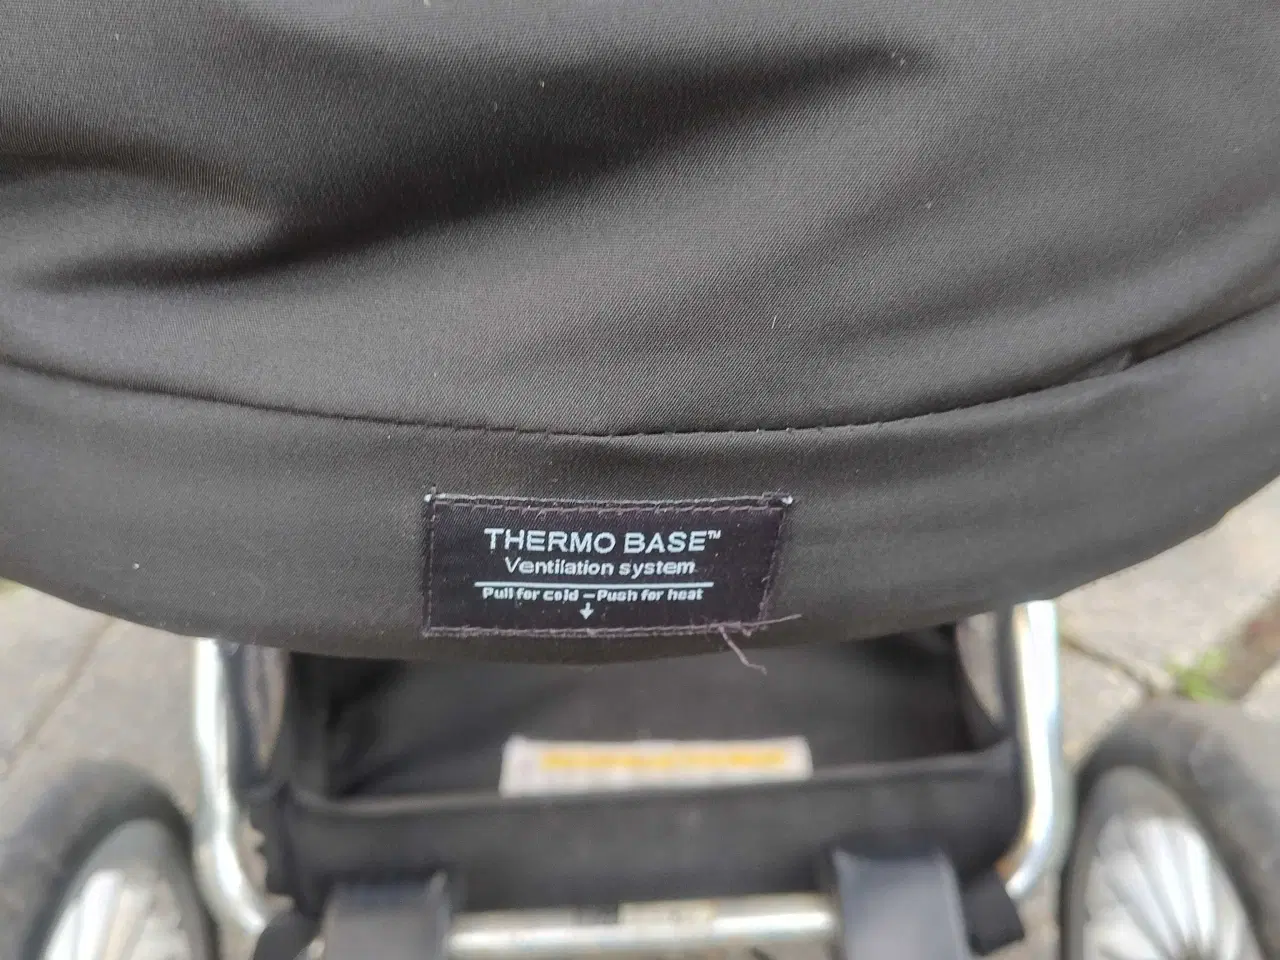 THERMO BASE™
Ventilation system
Pull for cold – Push for heat